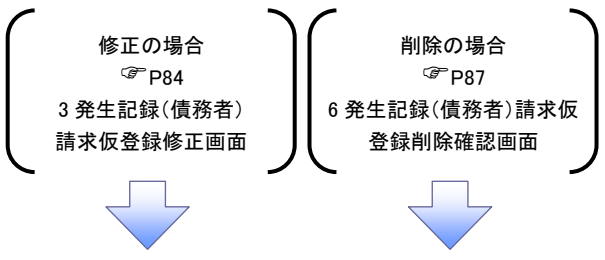 修正の場合
☞P84
3 発生記録（債務者）
請求仮登録修正画面
削除の場合
☞P87
6 発生記録（債務者）請求仮
登録削除確認画面